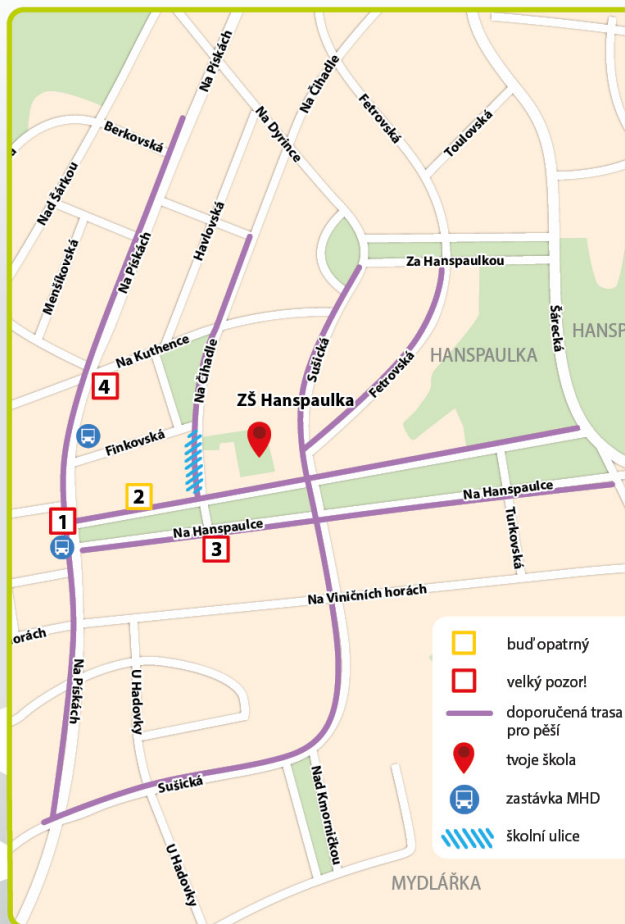 Na Pískách
Na Čihadle
Fetrovská
Na Dyrince
Toulovská
Berkovská
Nad Šárkou
Havlovská
Menšíkovská
Na Pískách
Za Hanspaulkou
Šárecká
HANSP
HANSPAULKA
Na Kuthence
Sušická
Fetrovská
Na Čihadle
ZŠ Hanspaulka
4
Finkovská
2
1
Na Hanspaulce
Na Hanspaulce
3
Turkovská
Na Viničních horách
orách
Na Pískách
U Hadovky
Sušická
Nad Kmorničkou
U Hadovky
MYDLÁŘKA
buď opatrný
velký pozor!
doporučená trasa
pro pěší
tvoje škola
zastávka MHD
školní ulice